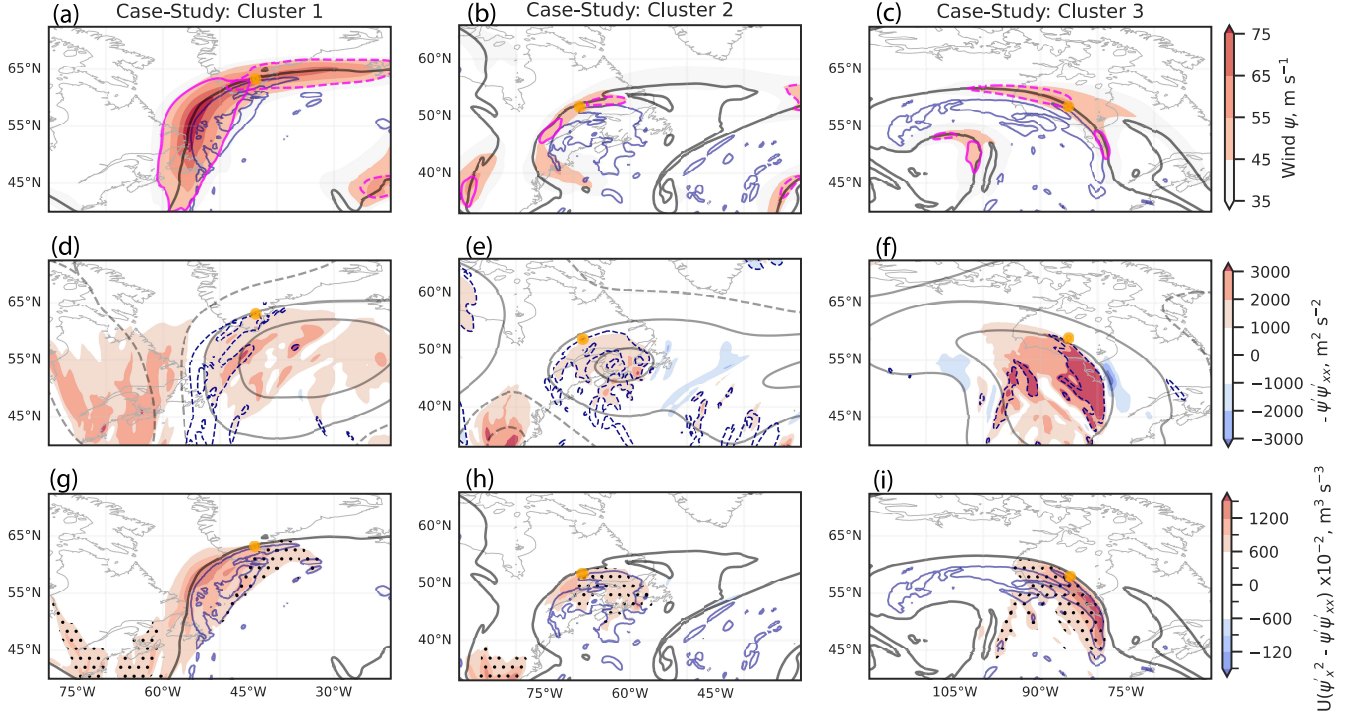 (a) Case-Study: Cluster 1
(b) Case-Study: Cluster 2
(c) Case-Study: Cluster 3
65°N
55°N
45°N
60°N
50°N
40°N
65°N
55°N
45°N
75
65
55
45
35
Wind ψ, m s⁻¹
(d)
(e)
(f)
65°N
55°N
45°N
60°N
50°N
40°N
65°N
55°N
45°N
3000
2000
1000
0
−1000
−2000
−3000
- ψ′ψ′xx, m² s⁻²
(g)
(h)
(i)
65°N
55°N
45°N
60°N
50°N
40°N
65°N
55°N
45°N
1200
600
0
−600
−120
U(ψ′x² - ψ′ψ′xx) x10⁻², m³ s⁻³
75°W
60°W
45°W
30°W
75°W
60°W
45°W
105°W
90°W
75°W